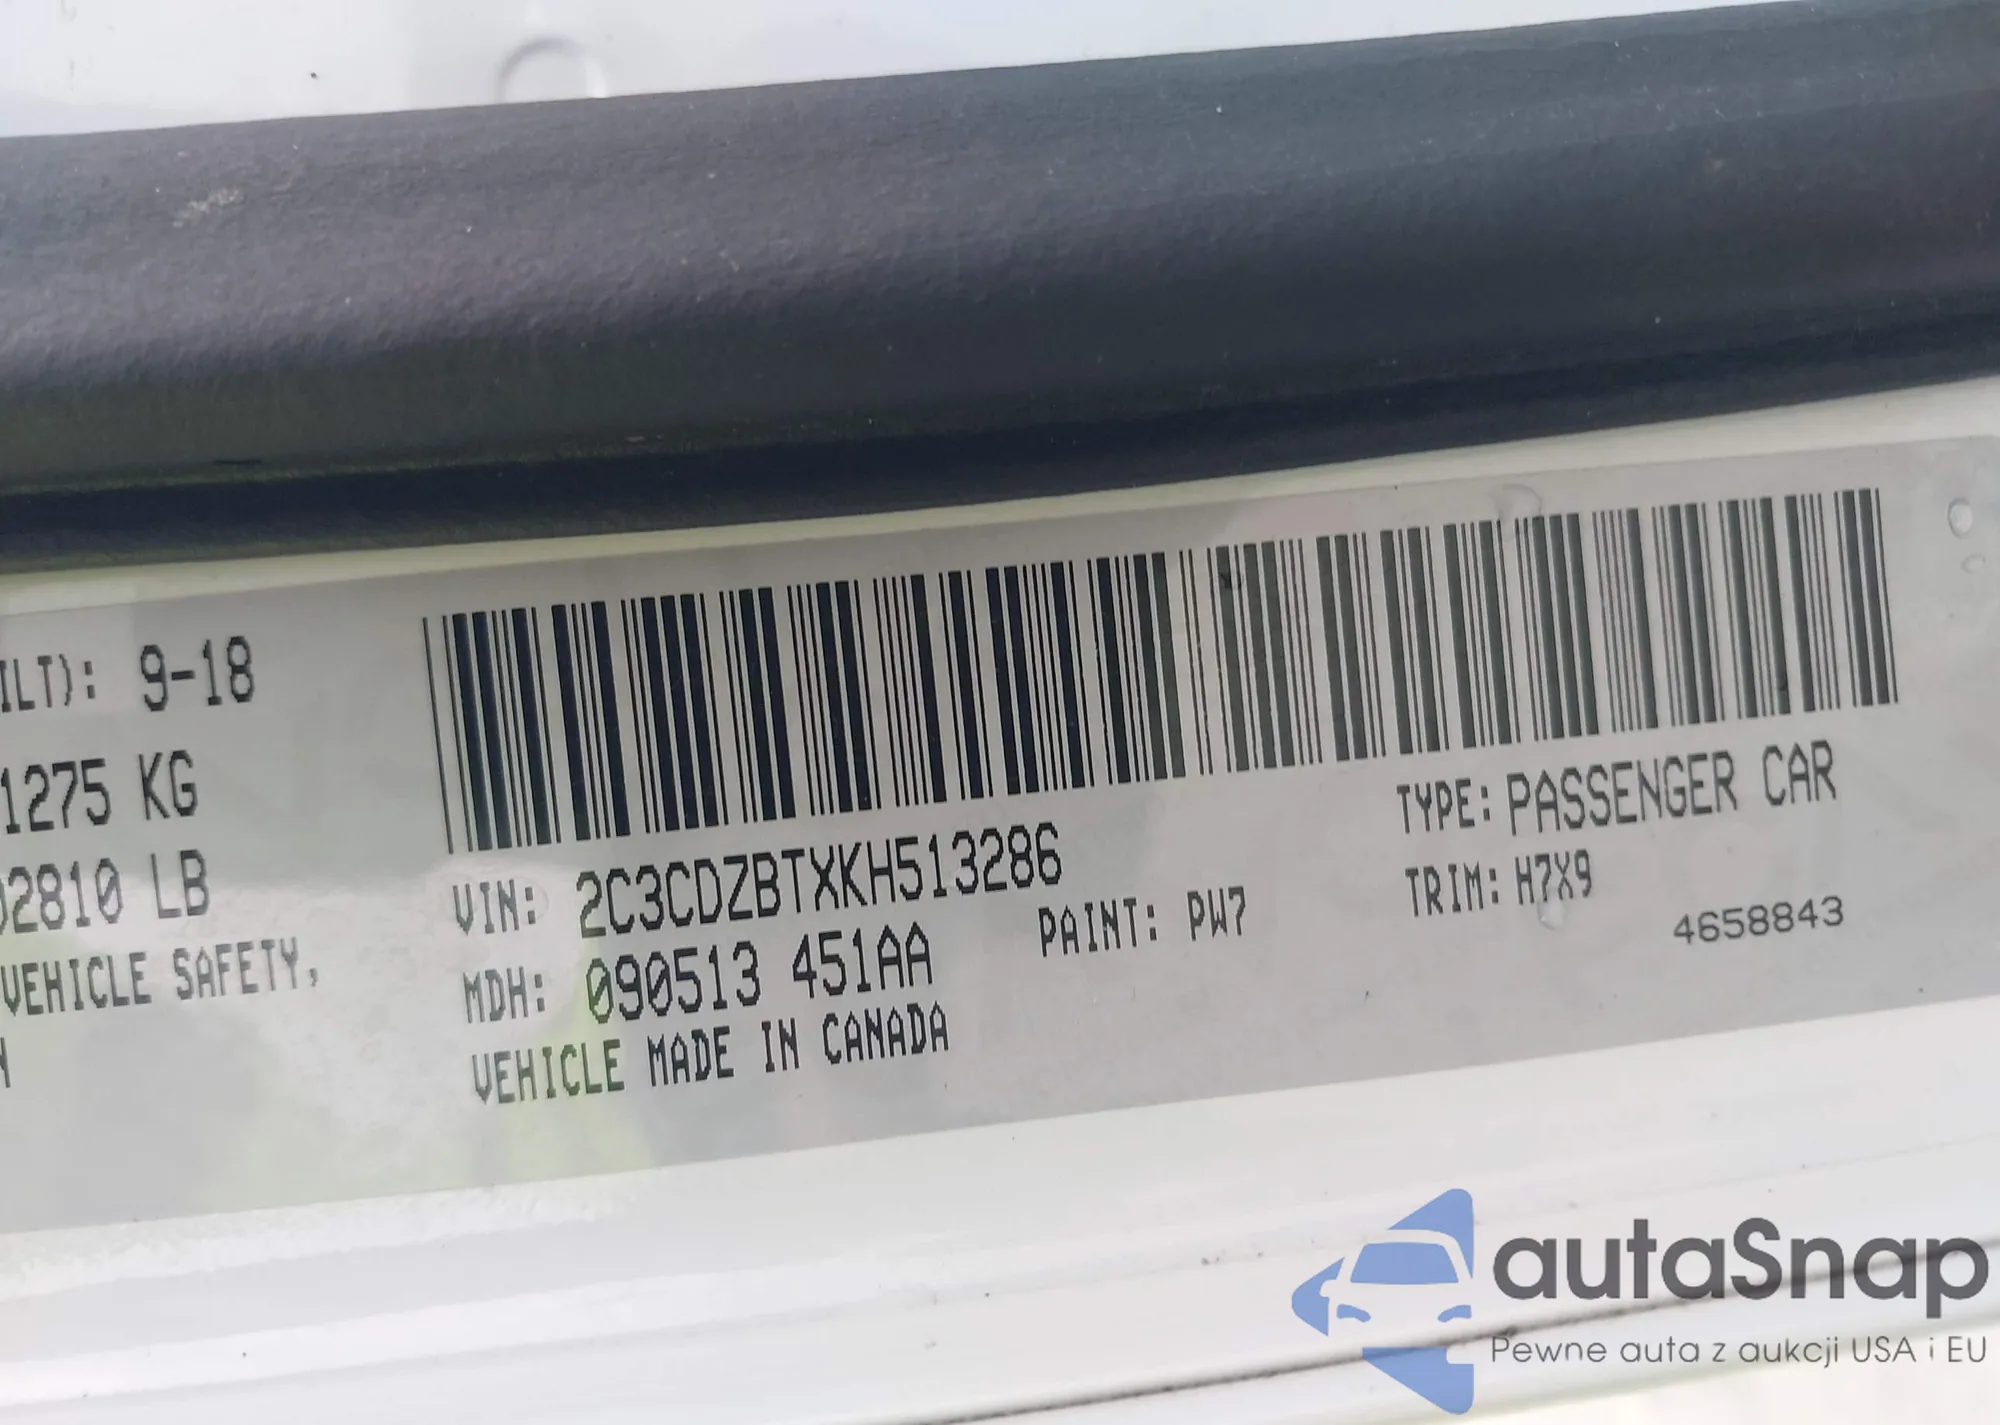 ILT): 9-18
1275 KG
02810 LB
VEHICLE SAFETY,
VIN: 2C3CDZBTXKH513286
MDH: 090513 451AA
PAINT: PW7
VEHICLE MADE IN CANADA
TYPE: PASSENGER CAR
TRIM: H7X9
4658843
autaSnap
Pewne auta z aukcji USA i EU